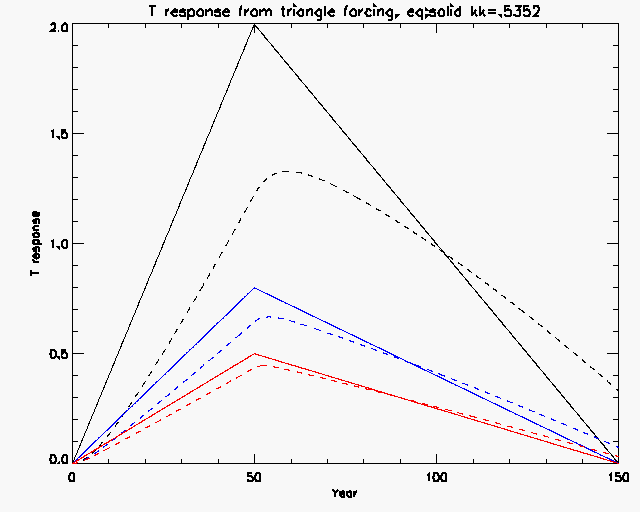 T response from triangle forcing, eq:solid kk=.5352
2.0
1.5
1.0
0.5
0.0
T response
0 50 100 150
Year